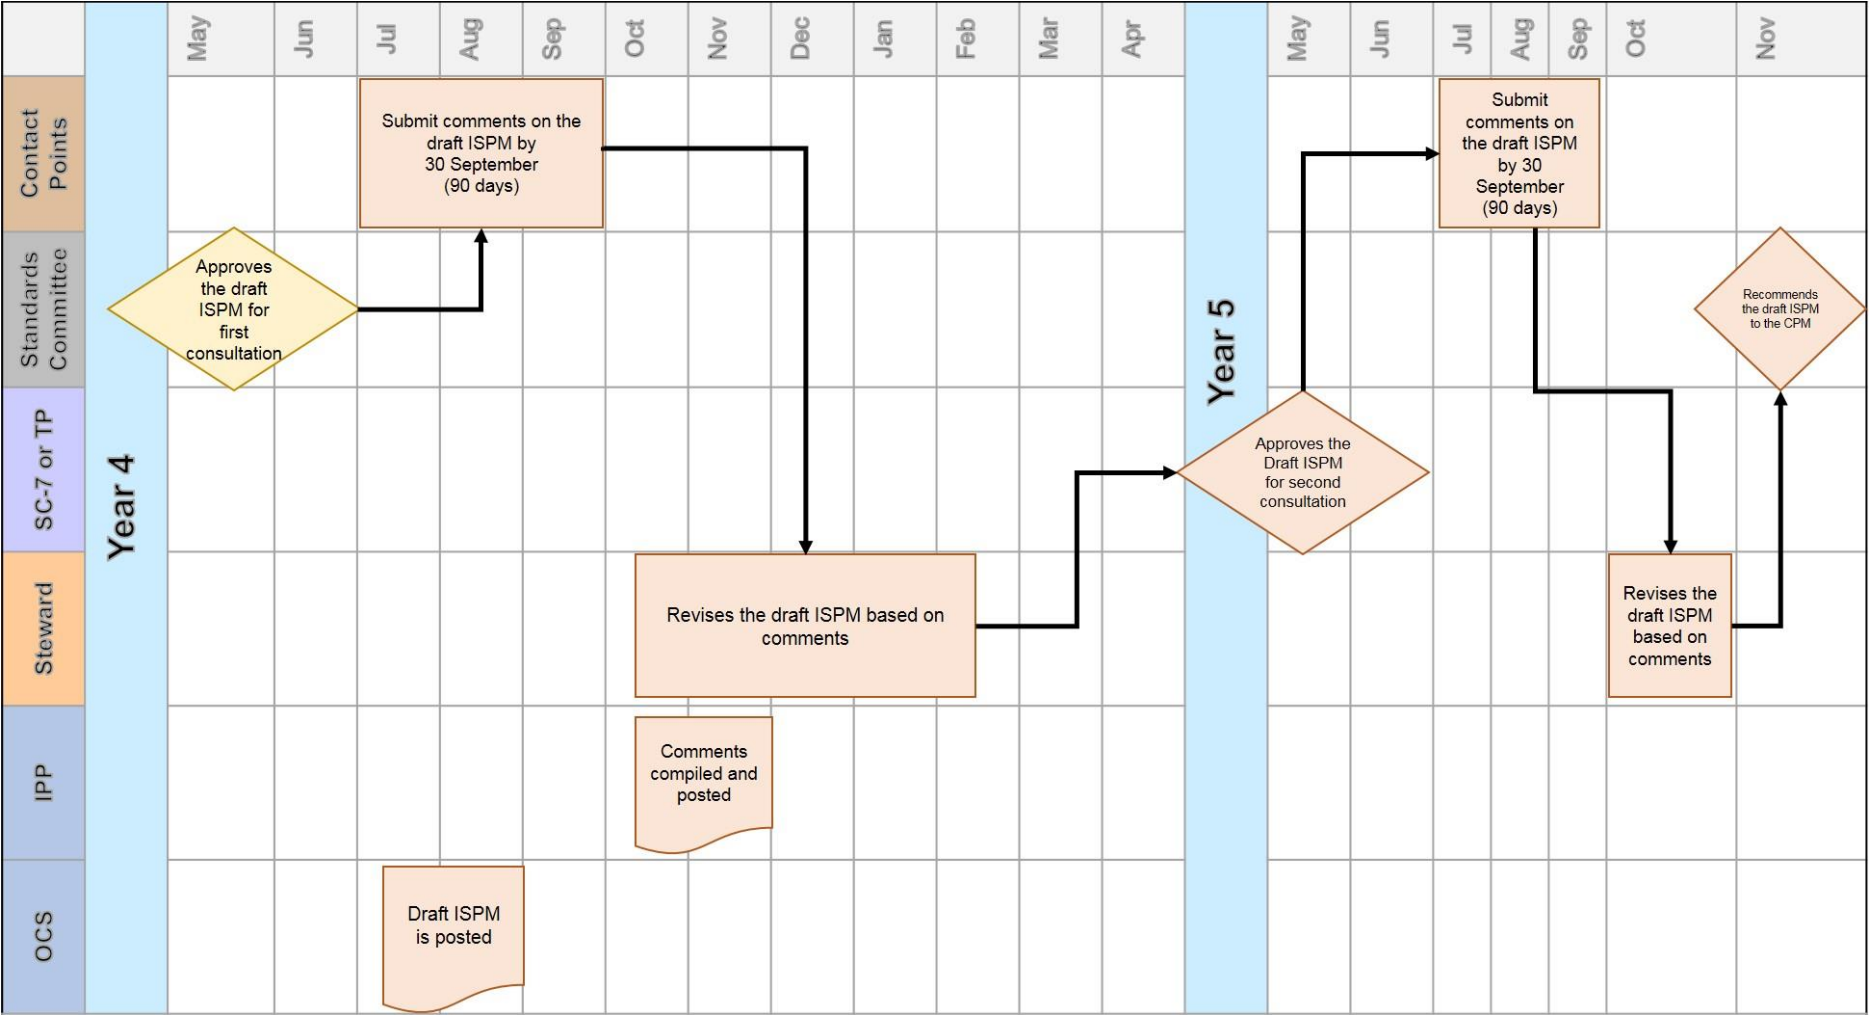 May
Jun
Jul
Aug
Sep
Oct
Nov
Dec
Jan
Feb
Mar
Apr
May
Jun
Jul
Aug
Sep
Oct
Nov
Year 4
Year 5
Contact
Points
Submit comments on the
draft ISPM by
30 September
(90 days)
Submit
comments on
the draft ISPM
by 30
September
(90 days)
Standards
Committee
Approves
the draft
ISPM for
first
consultation
Recommends
the draft ISPM
to the CPM
SC-7 or TP
Approves the
Draft ISPM
for second
consultation
Steward
Revises the draft ISPM based on
comments
Revises the
draft ISPM
based on
comments
IPP
Comments
compiled and
posted
OCS
Draft ISPM
is posted